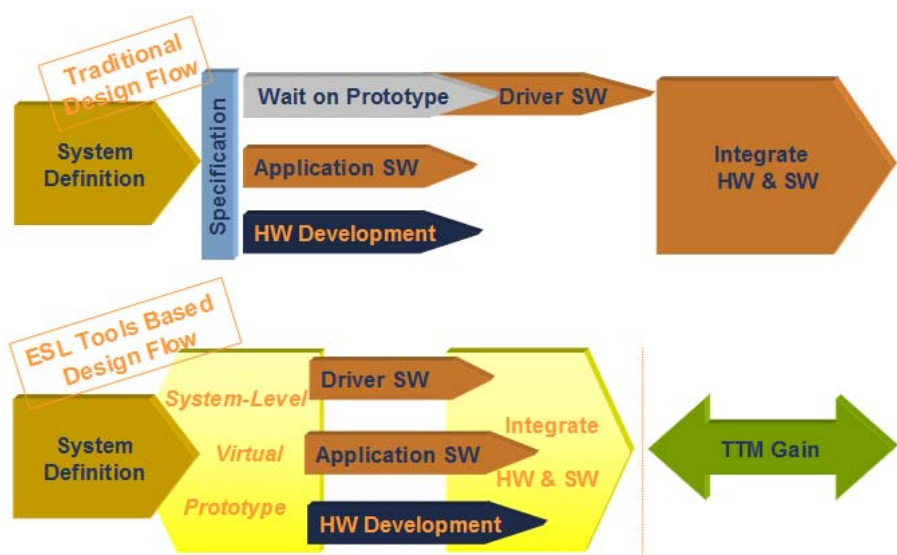 Traditional
Design Flow
System
Definition
Specification
Wait on Prototype
Driver SW
Application SW
HW Development
Integrate
HW & SW
ESL Tools Based
Design Flow
System
Definition
System-Level
Virtual
Prototype
Driver SW
Application SW
HW Development
Integrate
HW & SW
TTM Gain